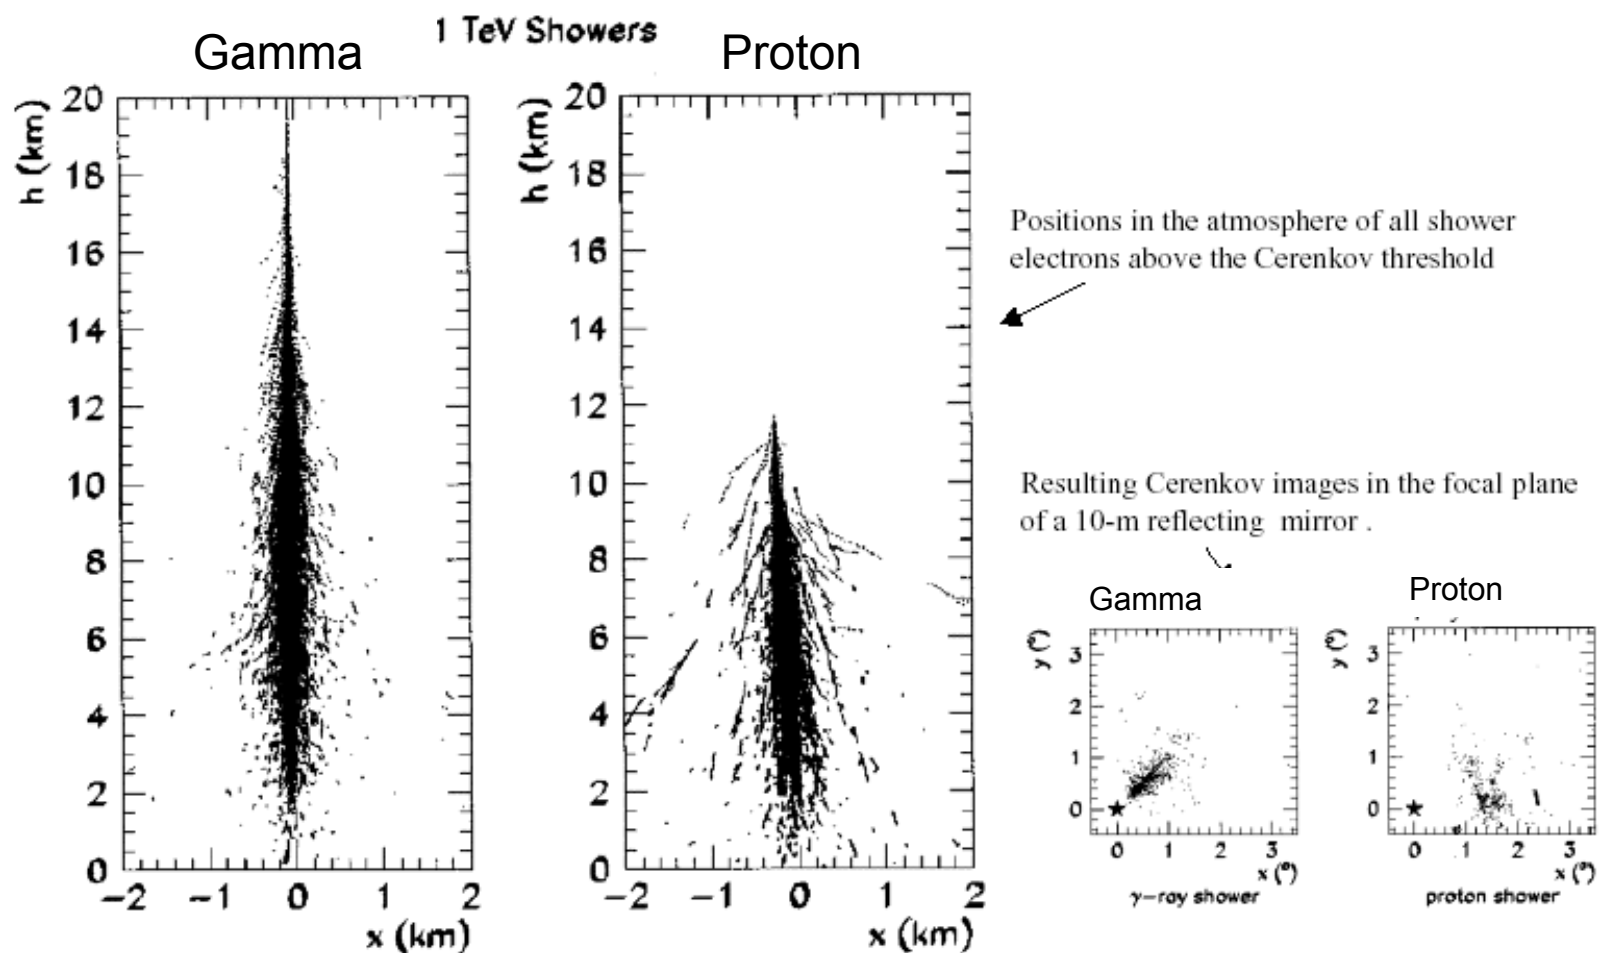 1 TeV Showers
Gamma
Proton
h (km)
20
18
16
14
12
10
8
6
4
2
0
-2
-1
0
1
2
x (km)
h (km)
20
18
16
14
12
10
8
6
4
2
0
-2
-1
0
1
2
x (km)
Positions in the atmosphere of all shower
electrons above the Cerenkov threshold
Resulting Cerenkov images in the focal plane
of a 10-m reflecting mirror .
Gamma
y (°)
3
2
1
0
0
1
2
3
x (°)
γ-ray shower
Proton
y (°)
3
2
1
0
0
1
2
3
x (°)
proton shower